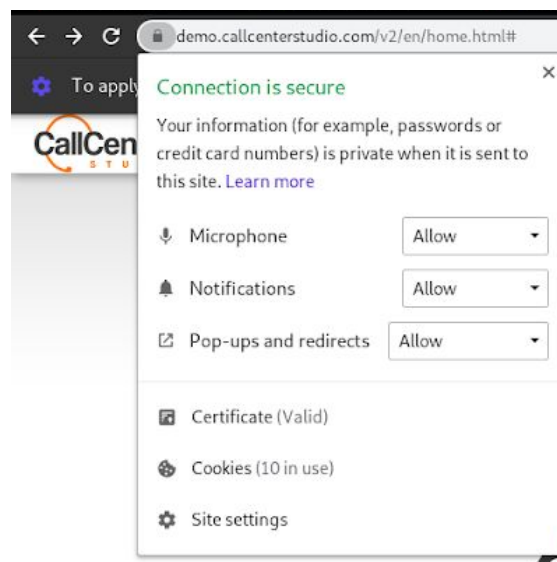 demo.callcenterstudio.com/v2/en/home.html#
To apply
Connection is secure
Your information (for example, passwords or
credit card numbers) is private when it is sent to
this site. Learn more
CallCen
STU
Microphone
Allow
Notifications
Allow
Pop-ups and redirects
Allow
Certificate (Valid)
Cookies (10 in use)
Site settings